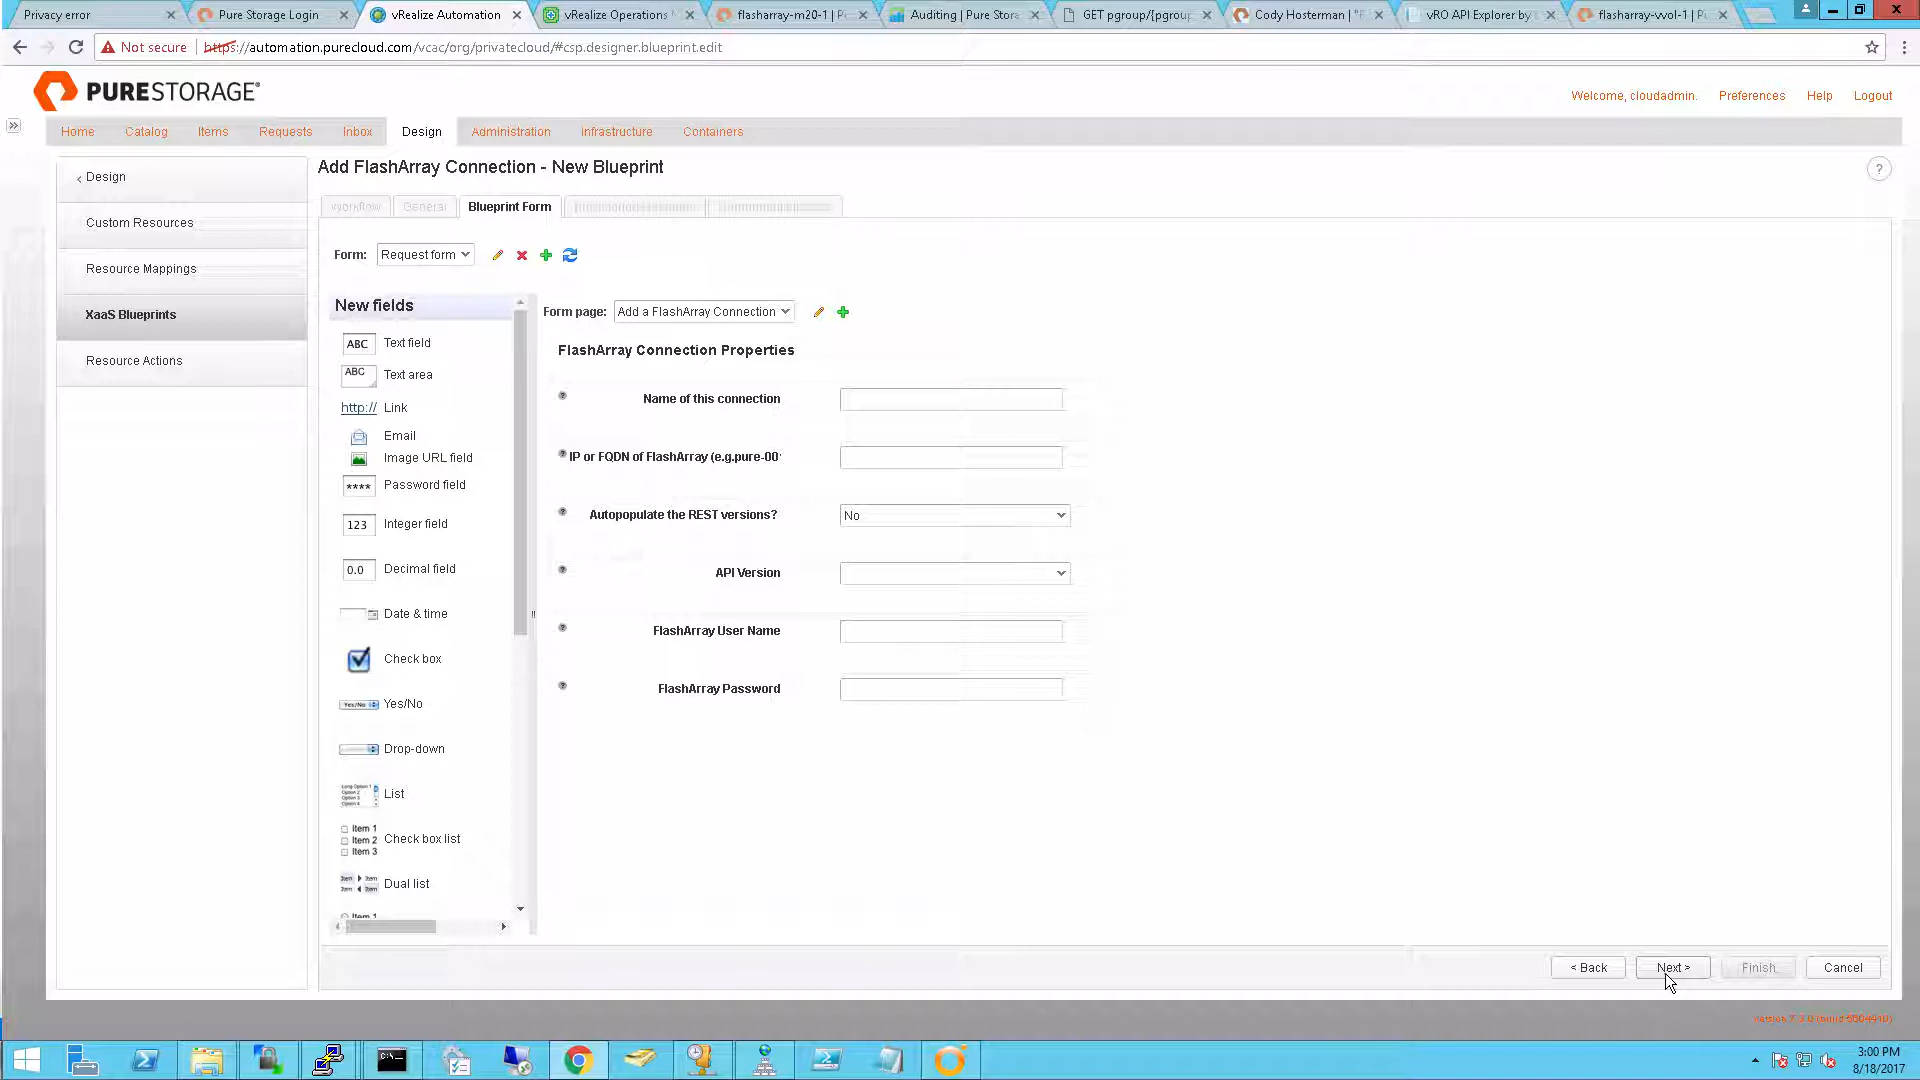 Privacy error
Pure Storage Login
vRealize Automation
vRealize Operations
flasharray-m20-1 | P
Auditing | Pure Stora
GET pgroup/{pgroup
Cody Hosterman | "F
vRO API Explorer by
flasharray-vvol-1 | P
Not secure
https://automation.purecloud.com/vcac/org/privatecloud/#csp.designer.blueprint.edit
PURESTORAGE
Welcome, cloudadmin.
Preferences
Help
Logout
Home
Catalog
Items
Requests
Inbox
Design
Administration
Infrastructure
Containers
Design
Custom Resources
Resource Mappings
XaaS Blueprints
Resource Actions
Add FlashArray Connection - New Blueprint
?
Workflow
General
Blueprint Form
Form:
Request form
New fields
ABC
Text field
ABC
Text area
http://
Link
Email
Image URL field
****
Password field
123
Integer field
0.0
Decimal field
Date & time
Check box
Yes/No
Yes/No
Drop-down
List
Item 1
Item 2
Item 3
Check box list
Dual list
Item 1
Form page:
Add a FlashArray Connection
FlashArray Connection Properties
Name of this connection
IP or FQDN of FlashArray (e.g.pure-00
Autopopulate the REST versions?
No
API Version
FlashArray User Name
FlashArray Password
< Back
Next >
Finish
Cancel
3:00 PM
8/18/2017